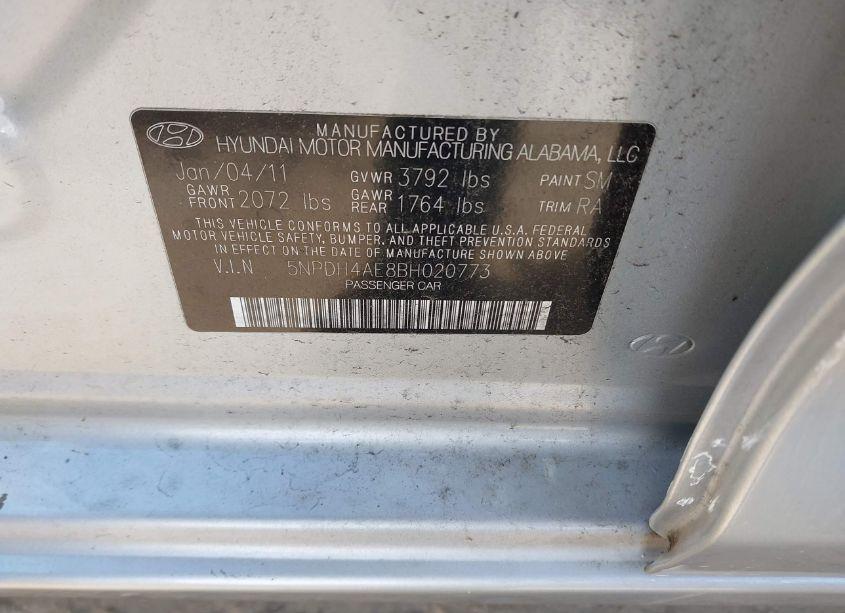 MANUFACTURED BY
HYUNDAI MOTOR MANUFACTURING ALABAMA, LLC
Jan/04/11 GVWR 3792 lbs PAINT SM
GAWR FRONT 2072 lbs GAWR REAR 1764 lbs TRIM RA
THIS VEHICLE CONFORMS TO ALL APPLICABLE U.S.A. FEDERAL
MOTOR VEHICLE SAFETY, BUMPER, AND THEFT PREVENTION STANDARDS
IN EFFECT ON THE DATE OF MANUFACTURE SHOWN ABOVE.
V.I.N 5NPDH4AE8BH020773
PASSENGER CAR